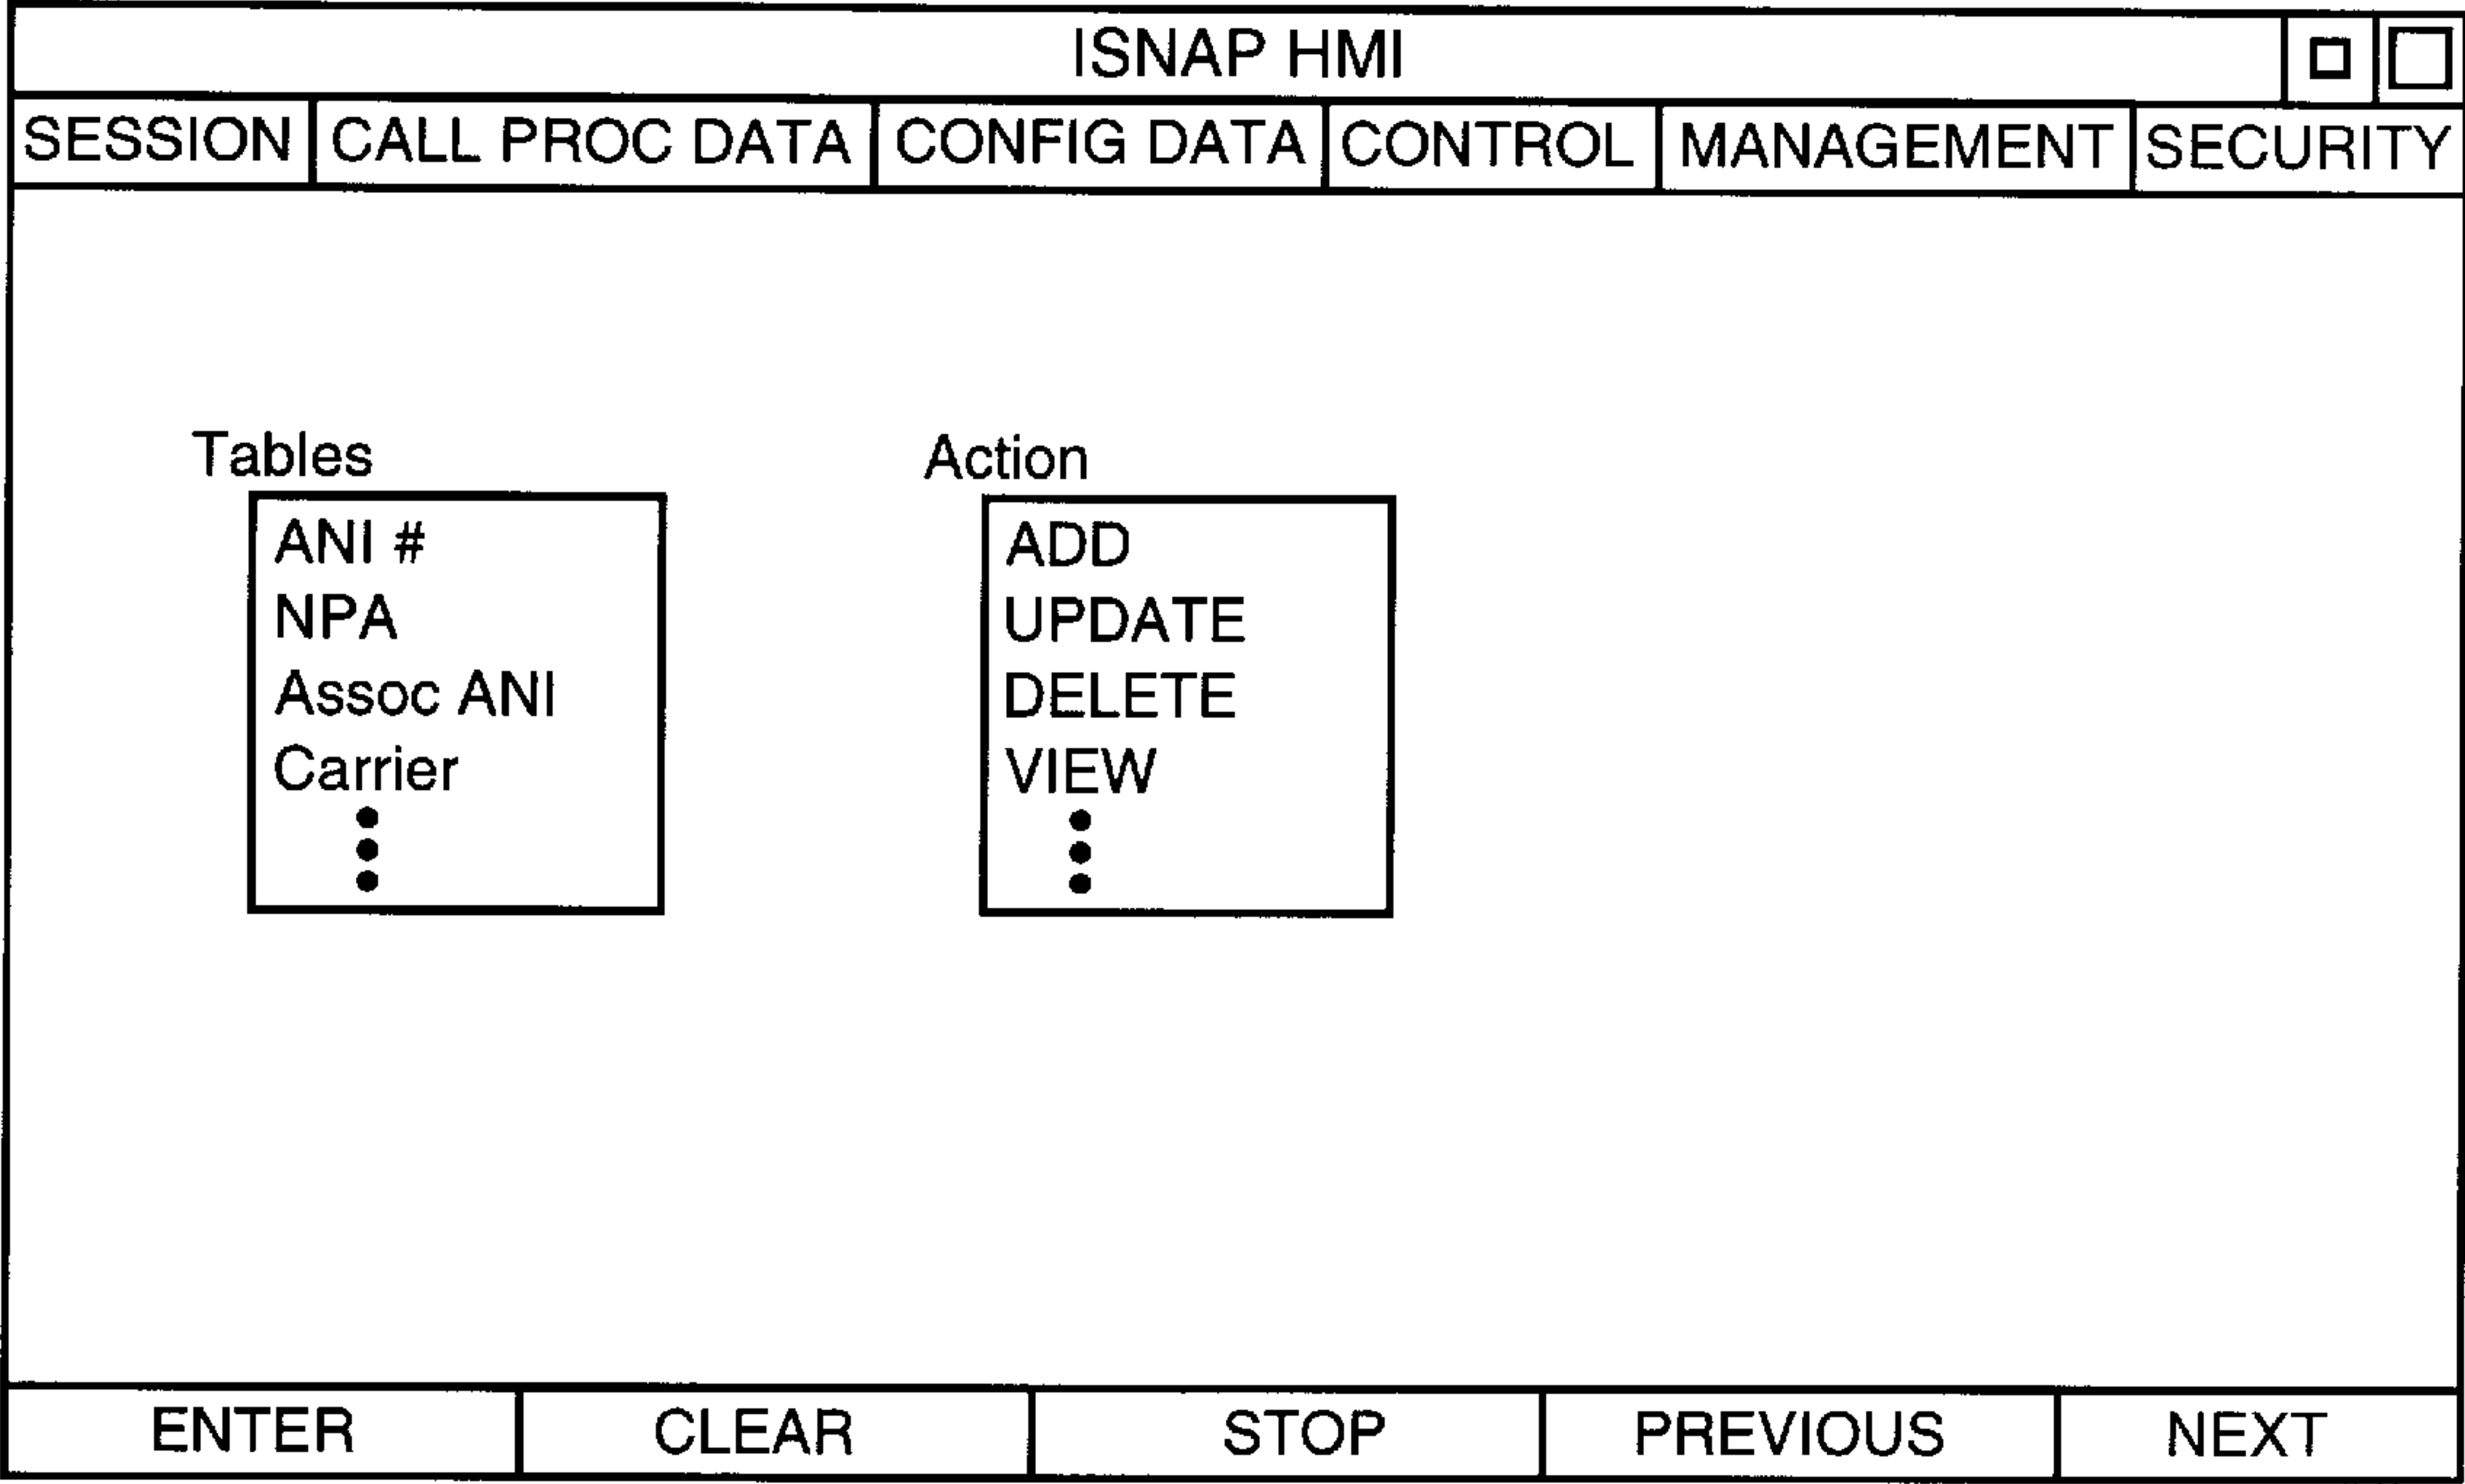 ISNAP HMI
SESSION CALL PROC DATA CONFIG DATA CONTROL MANAGEMENT SECURITY
Tables
ANI #
NPA
Assoc ANI
Carrier
Action
ADD
UPDATE
DELETE
VIEW
ENTER CLEAR STOP PREVIOUS NEXT